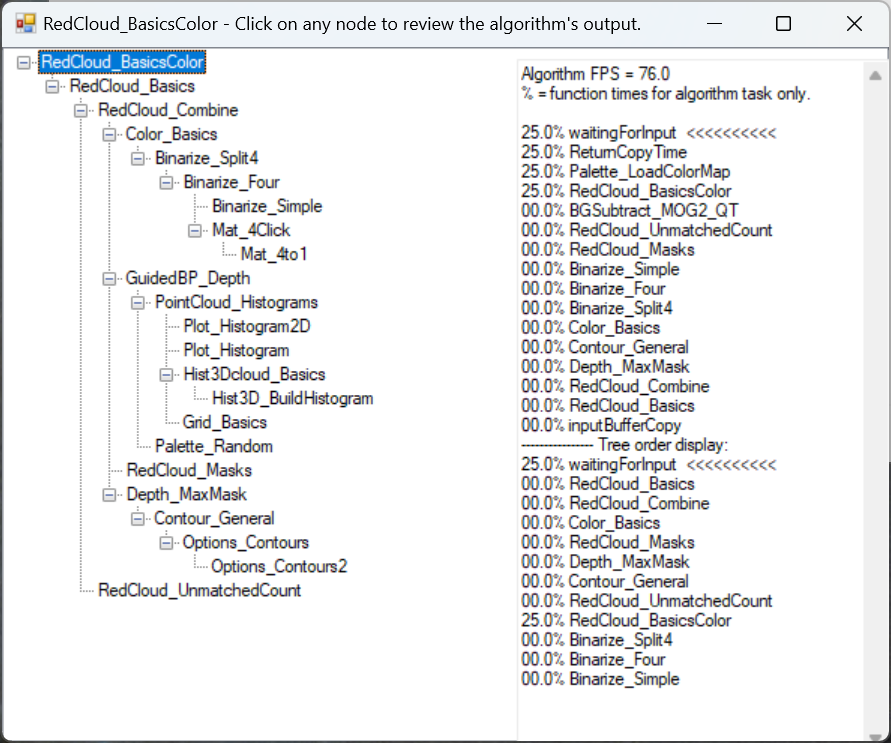 RedCloud_BasicsColor - Click on any node to review the algorithm's output.
RedCloud_BasicsColor
RedCloud_Basics
RedCloud_Combine
Color_Basics
Binarize_Split4
Binarize_Four
Binarize_Simple
Mat_4Click
Mat_4to1
GuidedBP_Depth
PointCloud_Histograms
Plot_Histogram2D
Plot_Histogram
Hist3Dcloud_Basics
Hist3D_BuildHistogram
Grid_Basics
Palette_Random
RedCloud_Masks
Depth_MaxMask
Contour_General
Options_Contours
Options_Contours2
RedCloud_UnmatchedCount
Algorithm FPS = 76.0
% = function times for algorithm task only.
25.0% waitingForInput <<<<<<<<<<
25.0% ReturnCopyTime
25.0% Palette_LoadColorMap
25.0% RedCloud_BasicsColor
00.0% BGSubtract_MOG2_QT
00.0% RedCloud_UnmatchedCount
00.0% RedCloud_Masks
00.0% Binarize_Simple
00.0% Binarize_Four
00.0% Binarize_Split4
00.0% Color_Basics
00.0% Contour_General
00.0% Depth_MaxMask
00.0% RedCloud_Combine
00.0% RedCloud_Basics
00.0% inputBufferCopy
---------------- Tree order display:
25.0% waitingForInput <<<<<<<<<<
00.0% RedCloud_Basics
00.0% RedCloud_Combine
00.0% Color_Basics
00.0% RedCloud_Masks
00.0% Depth_MaxMask
00.0% Contour_General
00.0% RedCloud_UnmatchedCount
25.0% RedCloud_BasicsColor
00.0% Binarize_Split4
00.0% Binarize_Four
00.0% Binarize_Simple